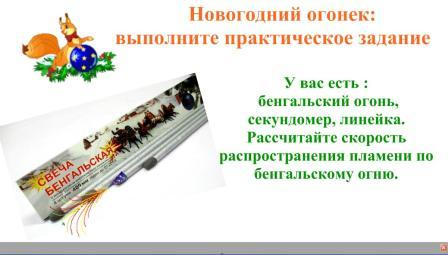 Новогодний огонек:
выполните практическое задание
У вас есть :
бенгальский огонь,
секундомер, линейка.
Рассчитайте скорость
распространения пламени по
бенгальскому огню.
СВЕЧА
БЕНГАЛЬСКАЯ